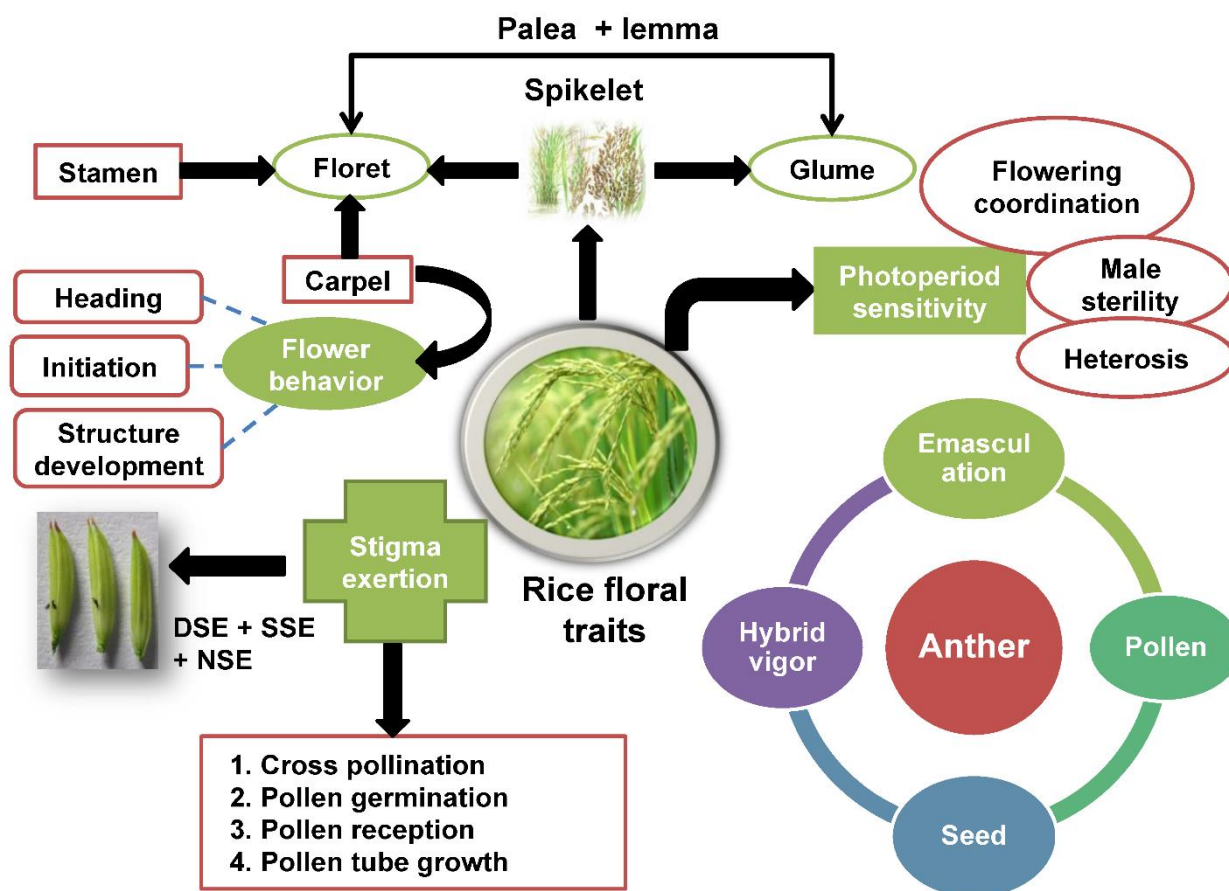 Palea + lemma
Spikelet
Stamen
Floret
Glume
Flowering
coordination
Carpel
Photoperiod
sensitivity
Male
sterility
Heterosis
Heading
Initiation
Structure
development
Flower
behavior
Stigma
exertion
DSE + SSE
+ NSE
Rice floral
traits
1. Cross pollination
2. Pollen germination
3. Pollen reception
4. Pollen tube growth
Emascul
ation
Hybrid
vigor
Anther
Pollen
Seed